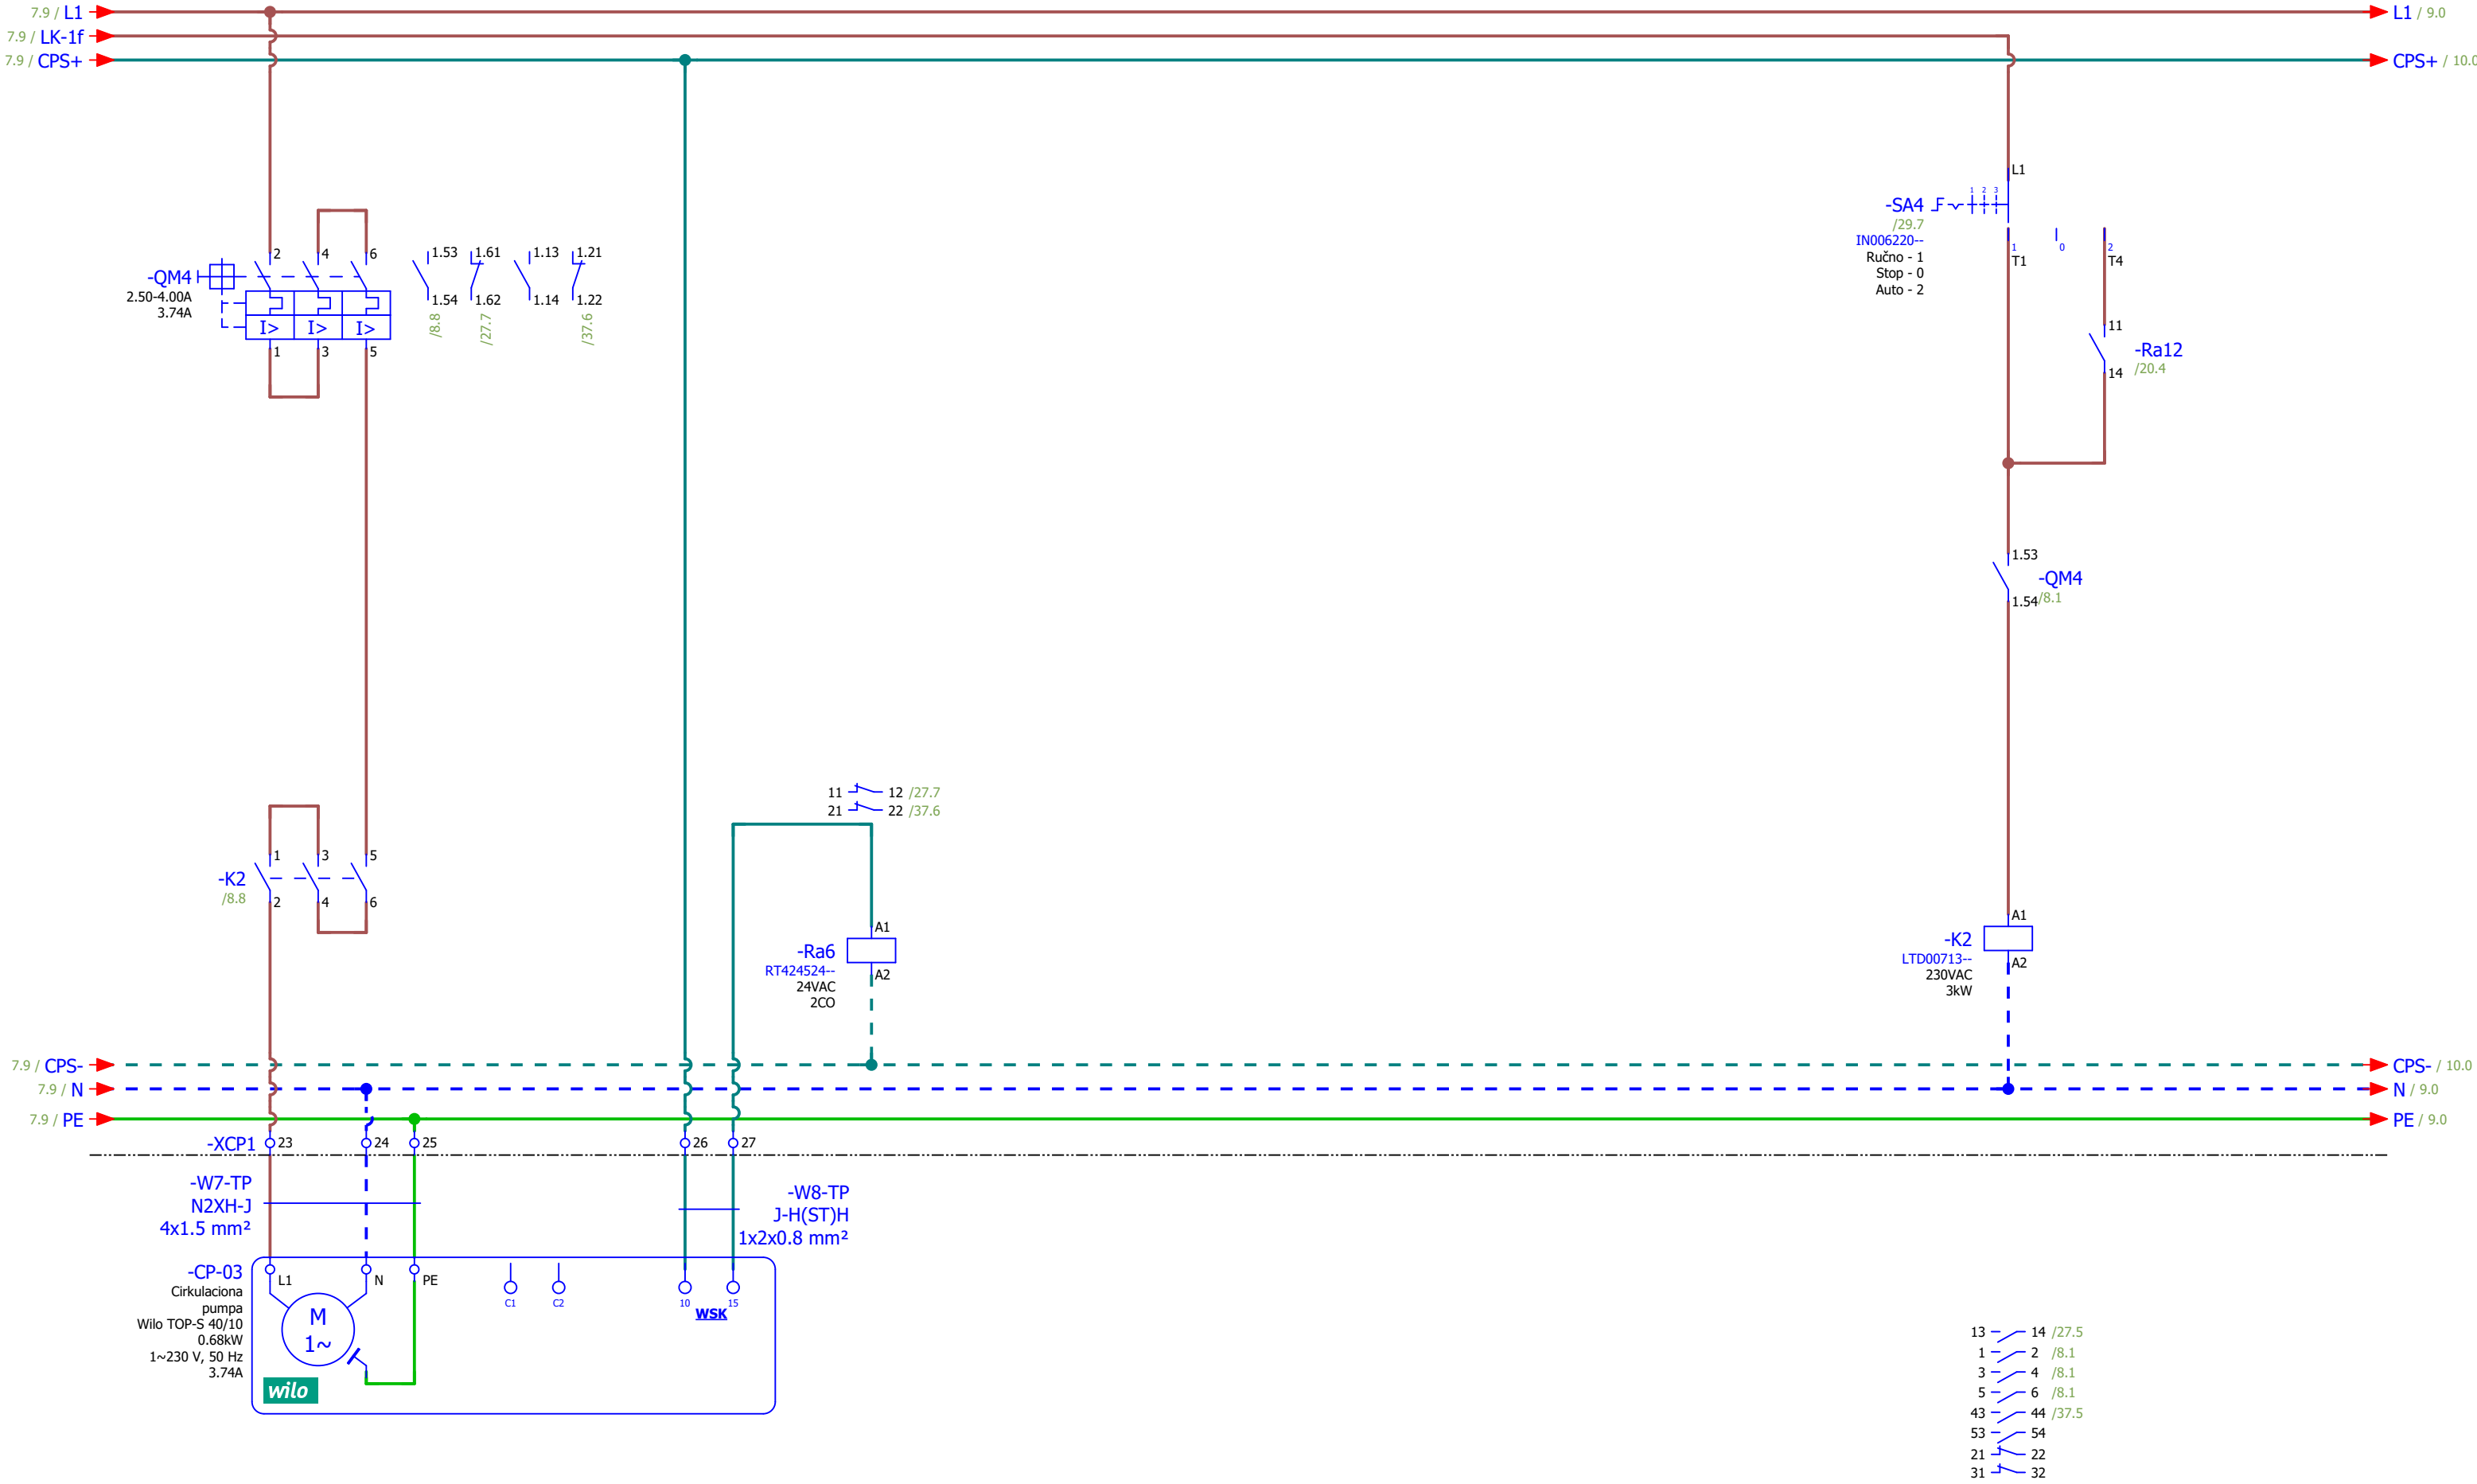 7.9 / L1
L1 / 9.0
7.9 / LK-1f
7.9 / CPS+
CPS+ / 10.0
-QM4
2.50-4.00A
3.74A
2
4
6
I>
I>
I>
1
3
5
1.53
1.54
/8.8
1.61
1.62
/27.7
1.13
1.14
1.21
1.22
/37.6
L1
-SA4
1 2 3
/29.7
IN006220--
Ručno - 1
Stop - 0
Auto - 2
1
T1
0
2
T4
11
-Ra12
14
/20.4
1.53
-QM4
1.54
/8.1
11 12 /27.7
21 22 /37.6
-K2
/8.8
1
3
5
2
4
6
A1
-Ra6
RT424524--
A2
24VAC
2CO
A1
-K2
LTD00713--
A2
230VAC
3kW
7.9 / CPS-
CPS- / 10.0
7.9 / N
N / 9.0
7.9 / PE
PE / 9.0
-XCP1
23
24
25
26
27
-W7-TP
N2XH-J
4x1.5 mm²
-W8-TP
J-H(ST)H
1x2x0.8 mm²
-CP-03
Cirkulaciona
pumpa
Wilo TOP-S 40/10
0.68kW
1~230 V, 50 Hz
3.74A
L1
N
PE
M
1~
C1
C2
10
15
WSK
wilo
13 14 /27.5
1 2 /8.1
3 4 /8.1
5 6 /8.1
43 44 /37.5
53 54
21 22
31 32